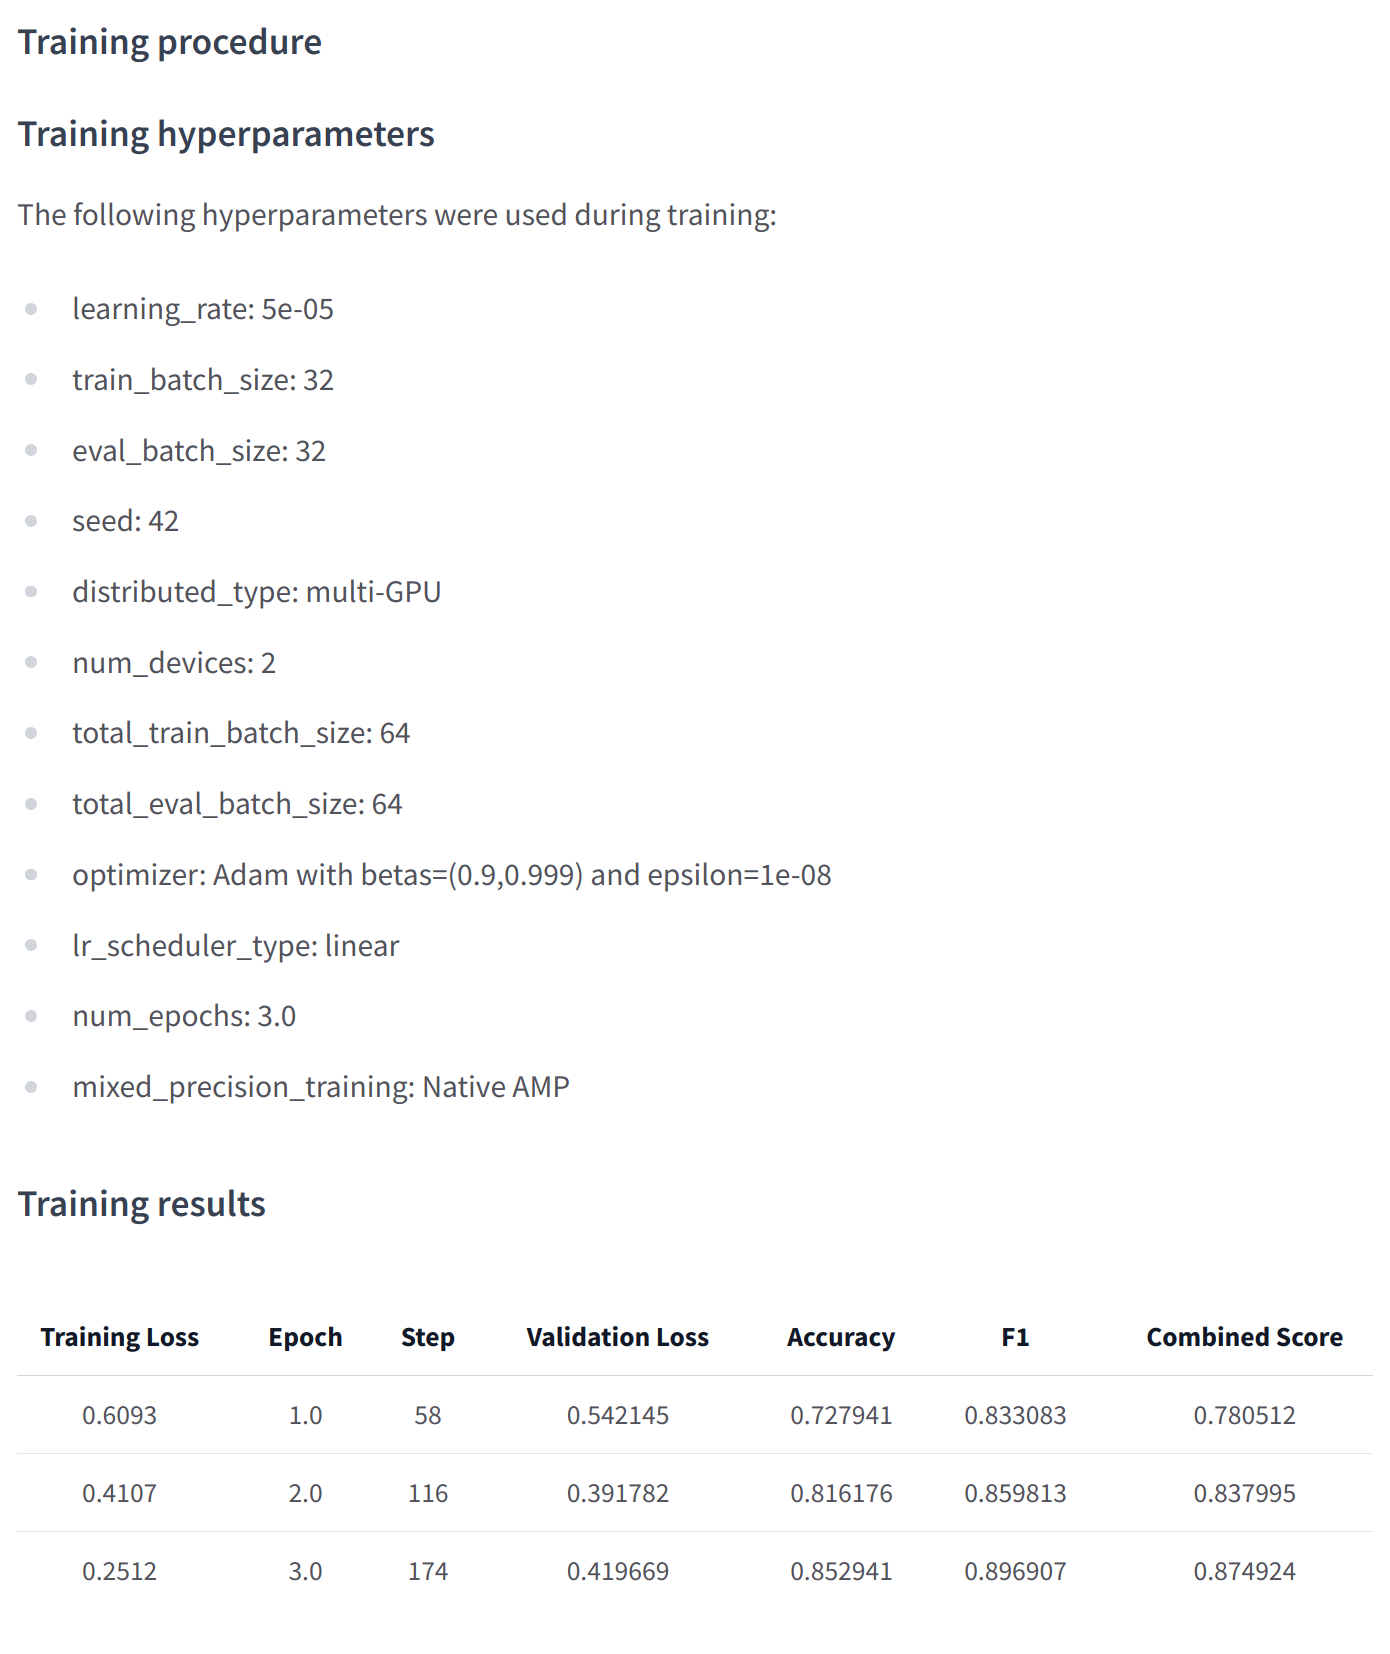 Training procedure
Training hyperparameters
The following hyperparameters were used during training:
learning_rate: 5e-05
train_batch_size: 32
eval_batch_size: 32
seed: 42
distributed_type: multi-GPU
num_devices: 2
total_train_batch_size: 64
total_eval_batch_size: 64
optimizer: Adam with betas=(0.9,0.999) and epsilon=1e-08
lr_scheduler_type: linear
num_epochs: 3.0
mixed_precision_training: Native AMP
Training results
Training Loss Epoch Step Validation Loss Accuracy F1 Combined Score
0.6093 1.0 58 0.542145 0.727941 0.833083 0.780512
0.4107 2.0 116 0.391782 0.816176 0.859813 0.837995
0.2512 3.0 174 0.419669 0.852941 0.896907 0.874924